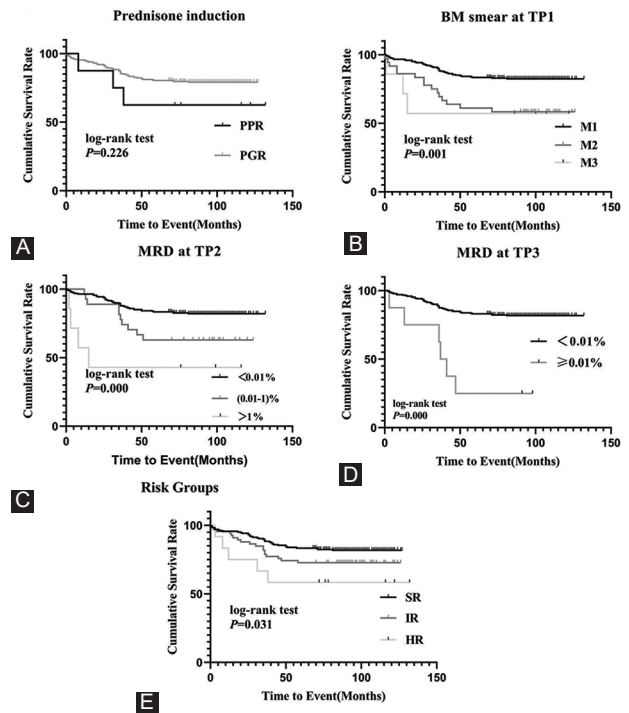 Prednisone induction
Cumulative Survival Rate
100
50
0
0 50 100 150
log-rank test
P=0.226
PPR
PGR
Time to Event(Months)
A
BM smear at TP1
Cumulative Survival Rate
100
50
0
0 50 100 150
log-rank test
P=0.001
M1
M2
M3
Time to Event(Months)
B
MRD at TP2
Cumulative Survival Rate
100
50
0
0 50 100 150
log-rank test
P=0.000
<0.01%
(0.01-1)%
>1%
Time to Event(Months)
C
MRD at TP3
Cumulative Survival Rate
100
50
0
0 50 100 150
log-rank test
P=0.000
<0.01%
≥0.01%
Time to Event(Months)
D
Risk Groups
Cumulative Survival Rate
100
50
0
0 50 100 150
log-rank test
P=0.031
SR
IR
HR
Time to Event(Months)
E